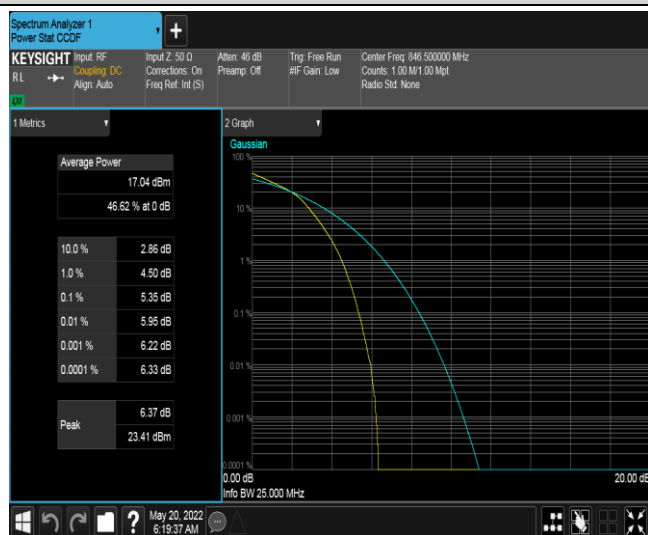 Spectrum Analyzer 1
Power Stat CCDF
+
KEYSIGHT
RL
LXI
Input: RF
Coupling: DC
Align: Auto
Input Z: 50 Ω
Corrections: On
Freq Ref: Int (S)
Atten: 46 dB
Preamp: Off
Trig: Free Run
#IF Gain: Low
Center Freq: 846.500000 MHz
Counts: 1.00 M/1.00 Mpt
Radio Std: None
1 Metrics
Average Power
17.04 dBm
46.62 % at 0 dB
10.0 % 2.86 dB
1.0 % 4.50 dB
0.1 % 5.35 dB
0.01 % 5.95 dB
0.001 % 6.22 dB
0.0001 % 6.33 dB
Peak
6.37 dB
23.41 dBm
2 Graph
Gaussian
100 %
10 %
1 %
0.1 %
0.01 %
0.001 %
0.0001 %
0.00 dB
20.00 dB
Info BW 25.000 MHz
?
May 20, 2022
6:19:37 AM